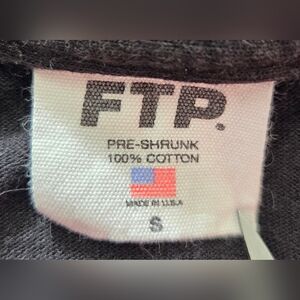 FTP.
PRE-SHRUNK
100% COTTON
MADE IN U.S.A
S